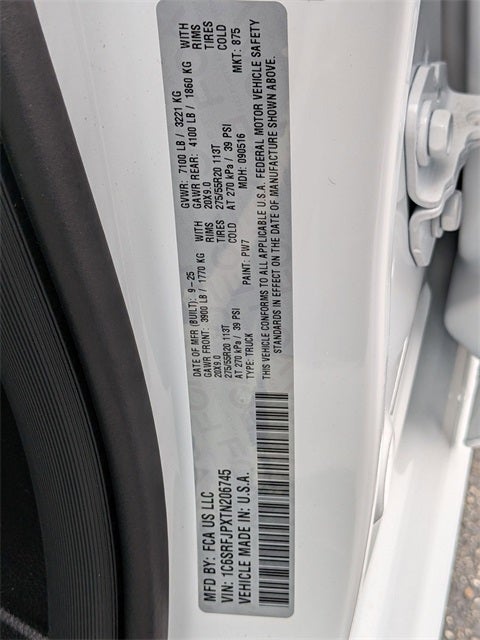 MFD BY: FCA US LLC
DATE OF MFR (BUILT): 9-25 GVWR: 7100 LB / 3221 KG
GAWR FRONT: 3900 LB / 1770 KG WITH GAWR REAR: 4100 LB / 1860 KG WITH
20X9.0 RIMS 20X9.0 RIMS
275/55R20 113T TIRES 275/55R20 113T TIRES
AT 270 kPa / 39 PSI COLD AT 270 kPa / 39 PSI COLD
TYPE: TRUCK PAINT: PW7 MDH: 090516 MKT: 875
THIS VEHICLE CONFORMS TO ALL APPLICABLE U.S.A. FEDERAL MOTOR VEHICLE SAFETY
STANDARDS IN EFFECT ON THE DATE OF MANUFACTURE SHOWN ABOVE.
VIN: 1C6SRFJPXTN206745
VEHICLE MADE IN: U.S.A.